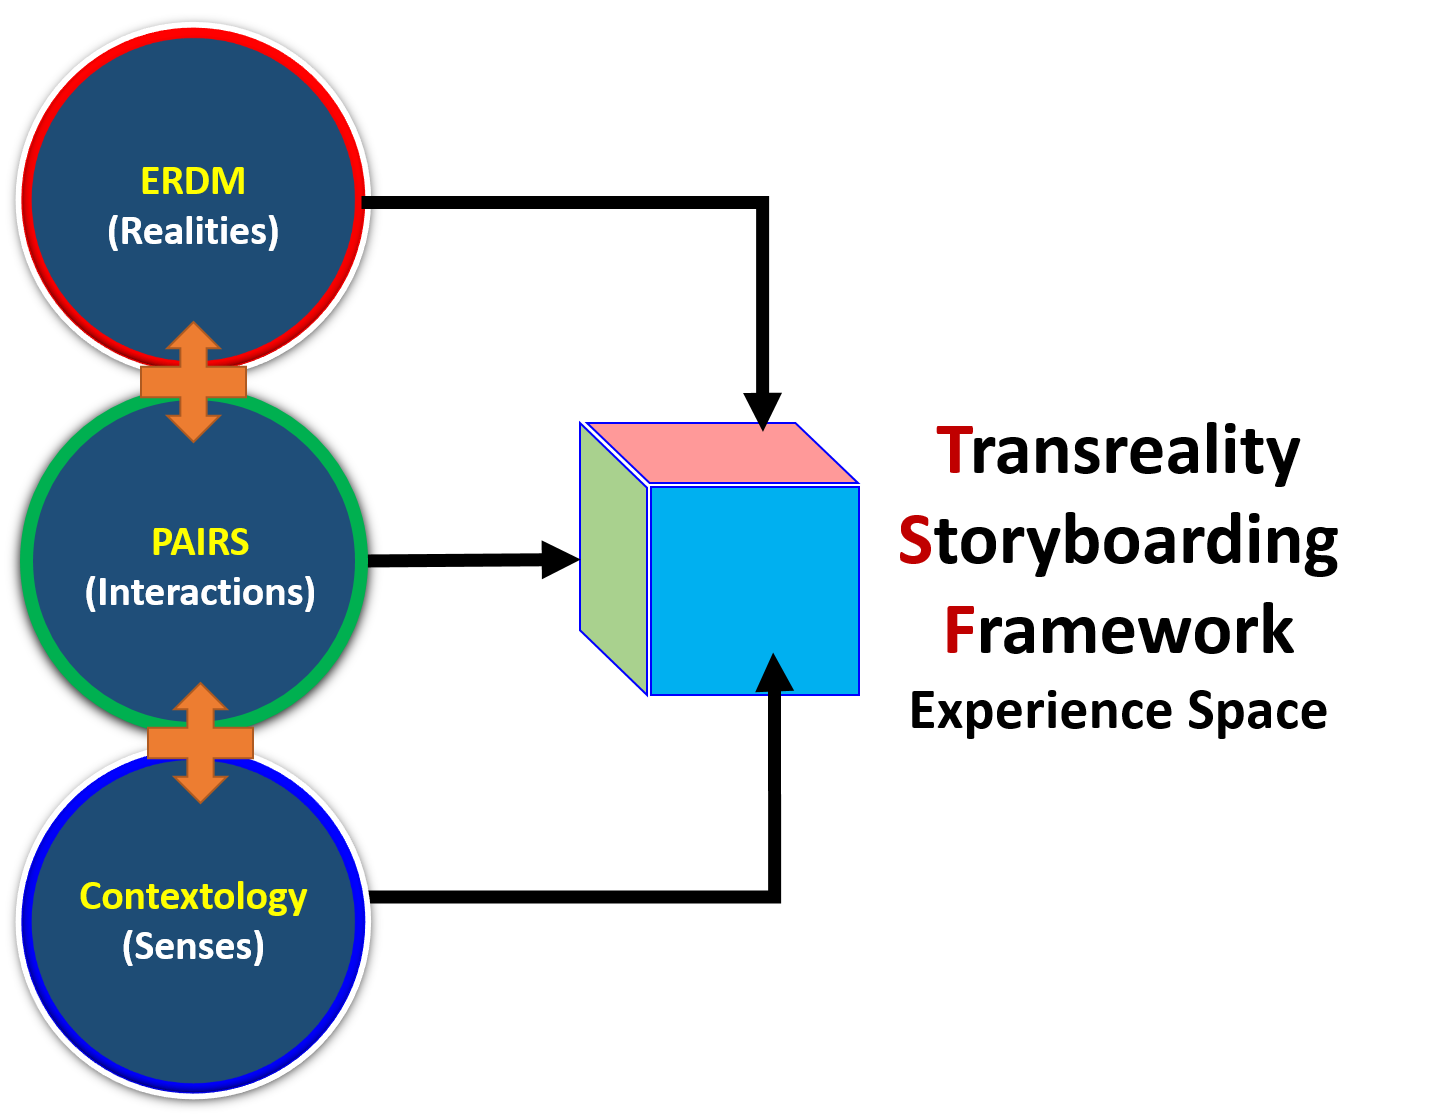 ERDM
(Realities)
PAIRS
(Interactions)
Contextology
(Senses)
Transreality
Storyboarding
Framework
Experience Space